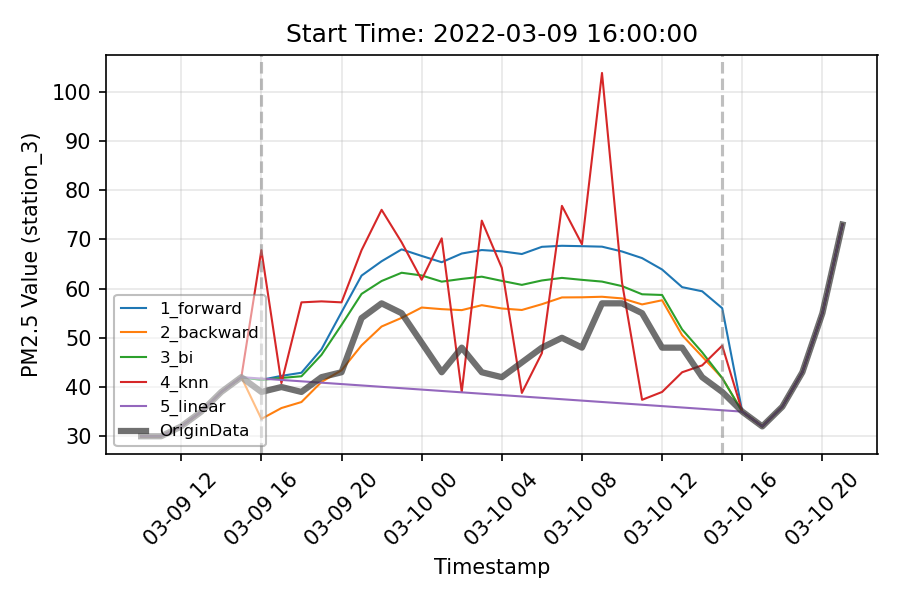 Start Time: 2022-03-09 16:00:00
PM2.5 Value (station_3)
100
90
80
70
60
50
40
30
1_forward
2_backward
3_bi
4_knn
5_linear
OriginData
03-09 12
03-09 16
03-09 20
03-10 00
03-10 04
03-10 08
03-10 12
03-10 16
03-10 20
Timestamp